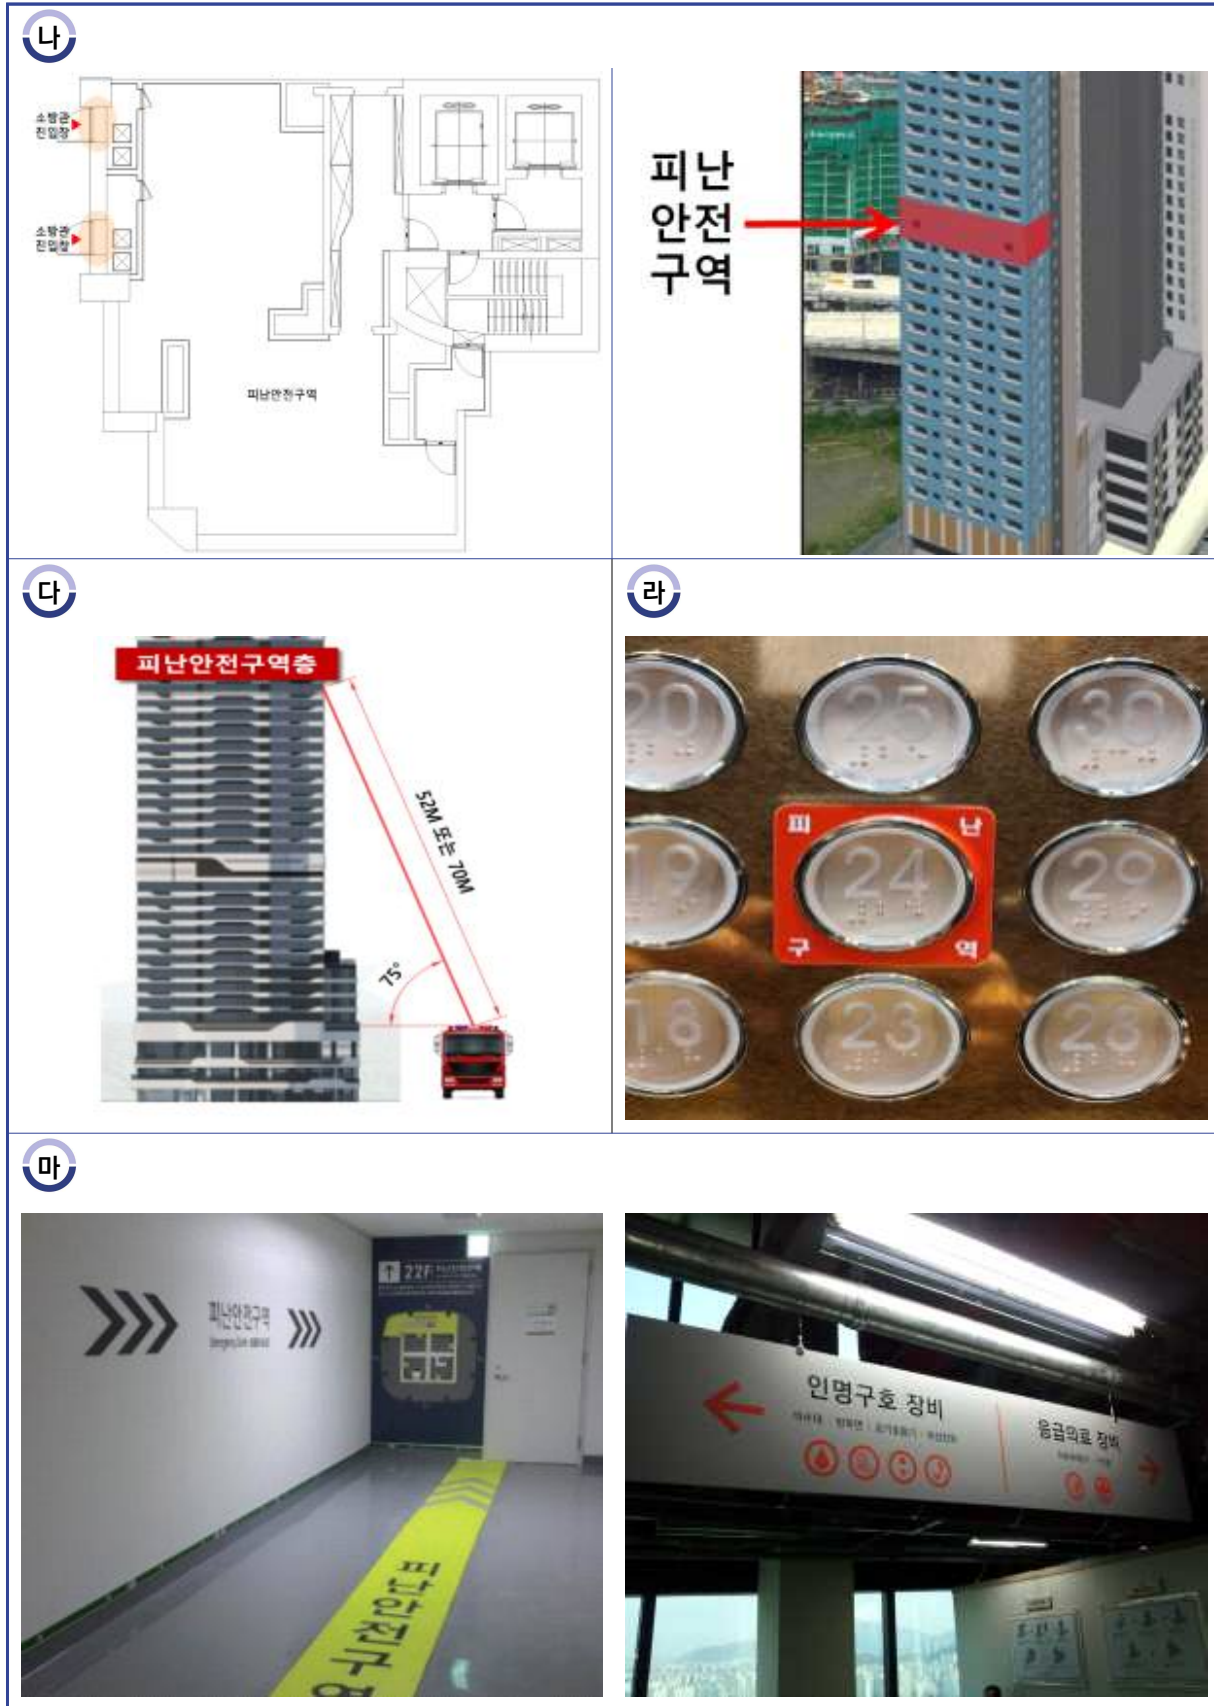 나
소방관
진입창
소방관
진입창
피난안전구역
피난
안전
구역
다
피난안전구역층
52M 또는 70M
75°
라
20
25
30
피 난
19
24
29
구 역
18
23
28
마
22F
피난안전구역
피난안전구역
인명구호 장비
응급의료 장비